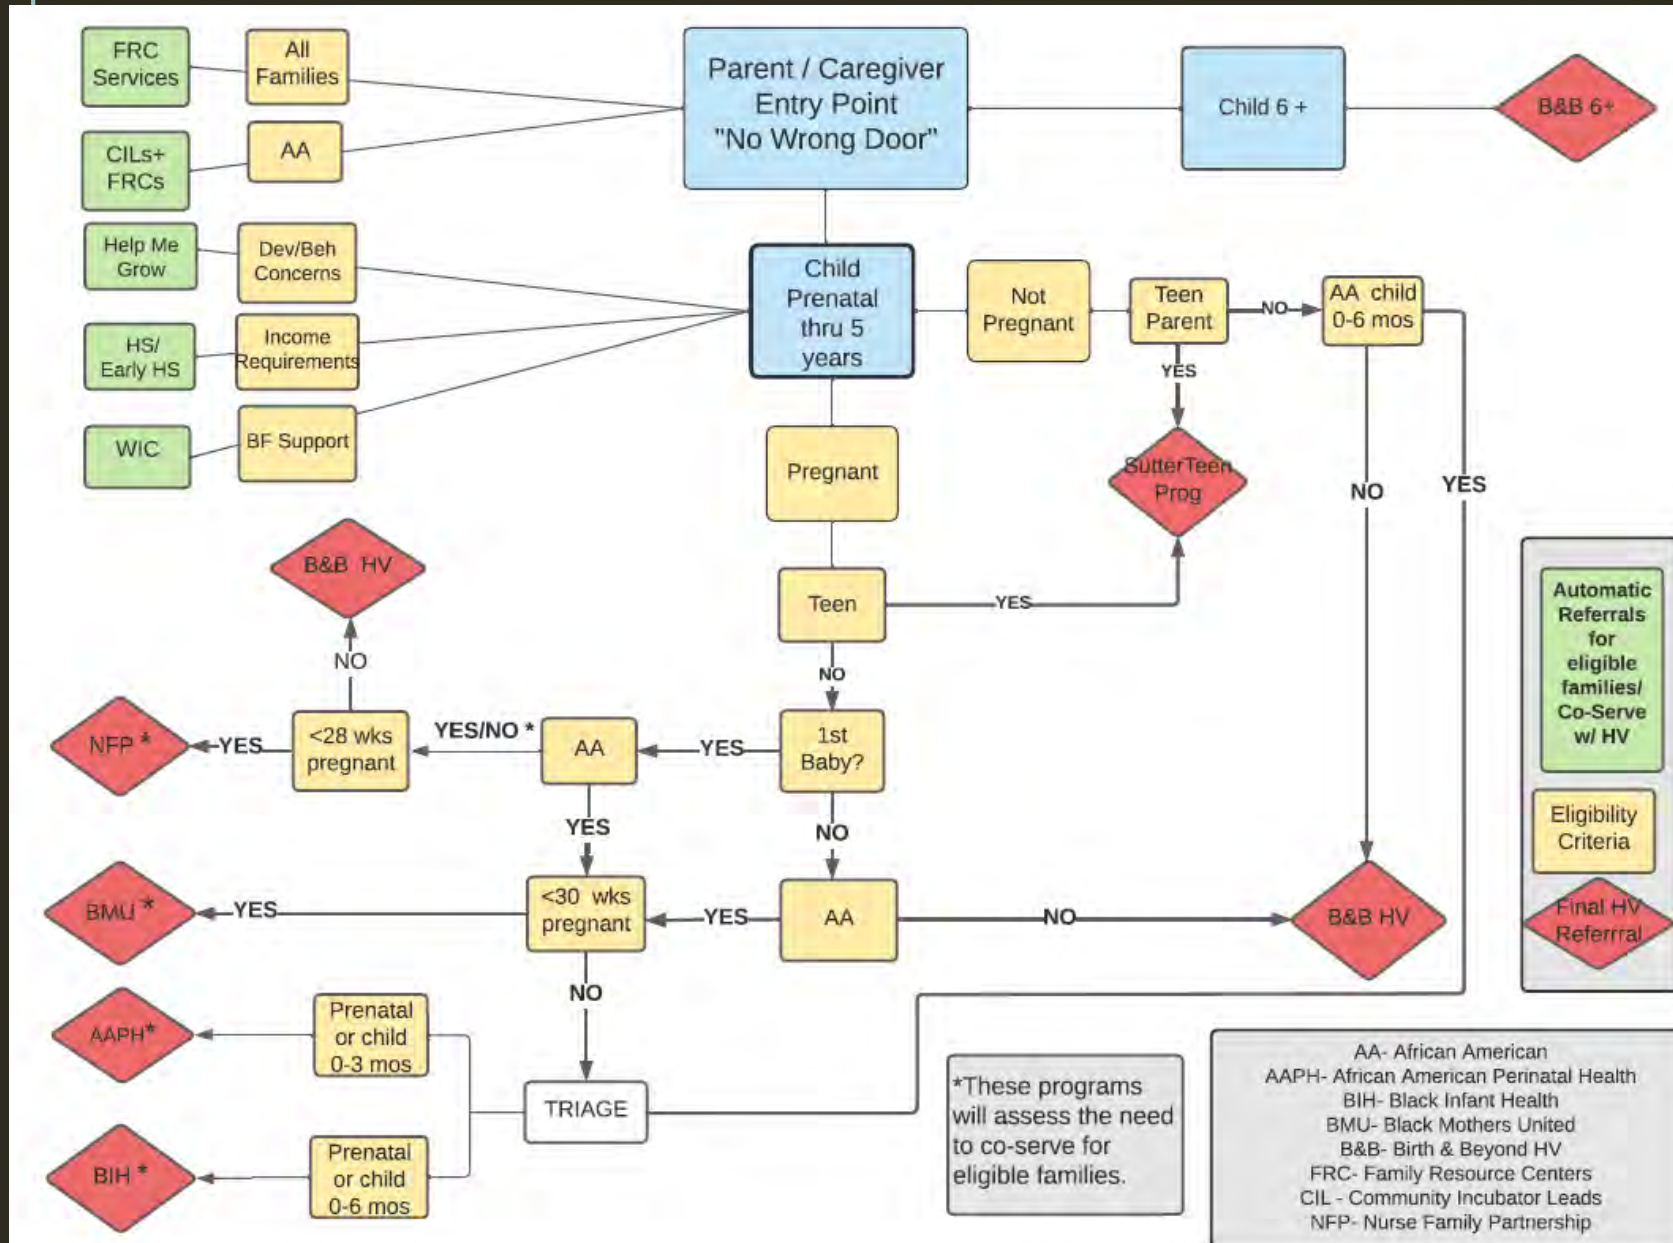 FRC
Services
All
Families
Parent / Caregiver
Entry Point
"No Wrong Door"
Child 6 +
B&B 6+
CILs+
FRCs
AA
Help Me
Grow
Dev/Beh
Concerns
Child
Prenatal
thru 5
years
Not
Pregnant
Teen
Parent
NO
AA child
0-6 mos
HS/
Early HS
Income
Requirements
YES
WIC
BF Support
Pregnant
SutterTeen
Prog
NO
YES
B&B HV
Teen
YES
NO
NO
NFP *
YES
<28 wks
pregnant
YES/NO *
AA
YES
1st
Baby?
YES
NO
BMU *
YES
<30 wks
pregnant
YES
AA
NO
B&B HV
NO
AAPH*
Prenatal
or child
0-3 mos
TRIAGE
BIH *
Prenatal
or child
0-6 mos
*These programs
will assess the need
to co-serve for
eligible families.
Automatic
Referrals
for
eligible
families/
Co-Serve
w/ HV
Eligibility
Criteria
Final HV
Referrral
AA- African American
AAPH- African American Perinatal Health
BIH- Black Infant Health
BMU- Black Mothers United
B&B- Birth & Beyond HV
FRC- Family Resource Centers
CIL - Community Incubator Leads
NFP- Nurse Family Partnership